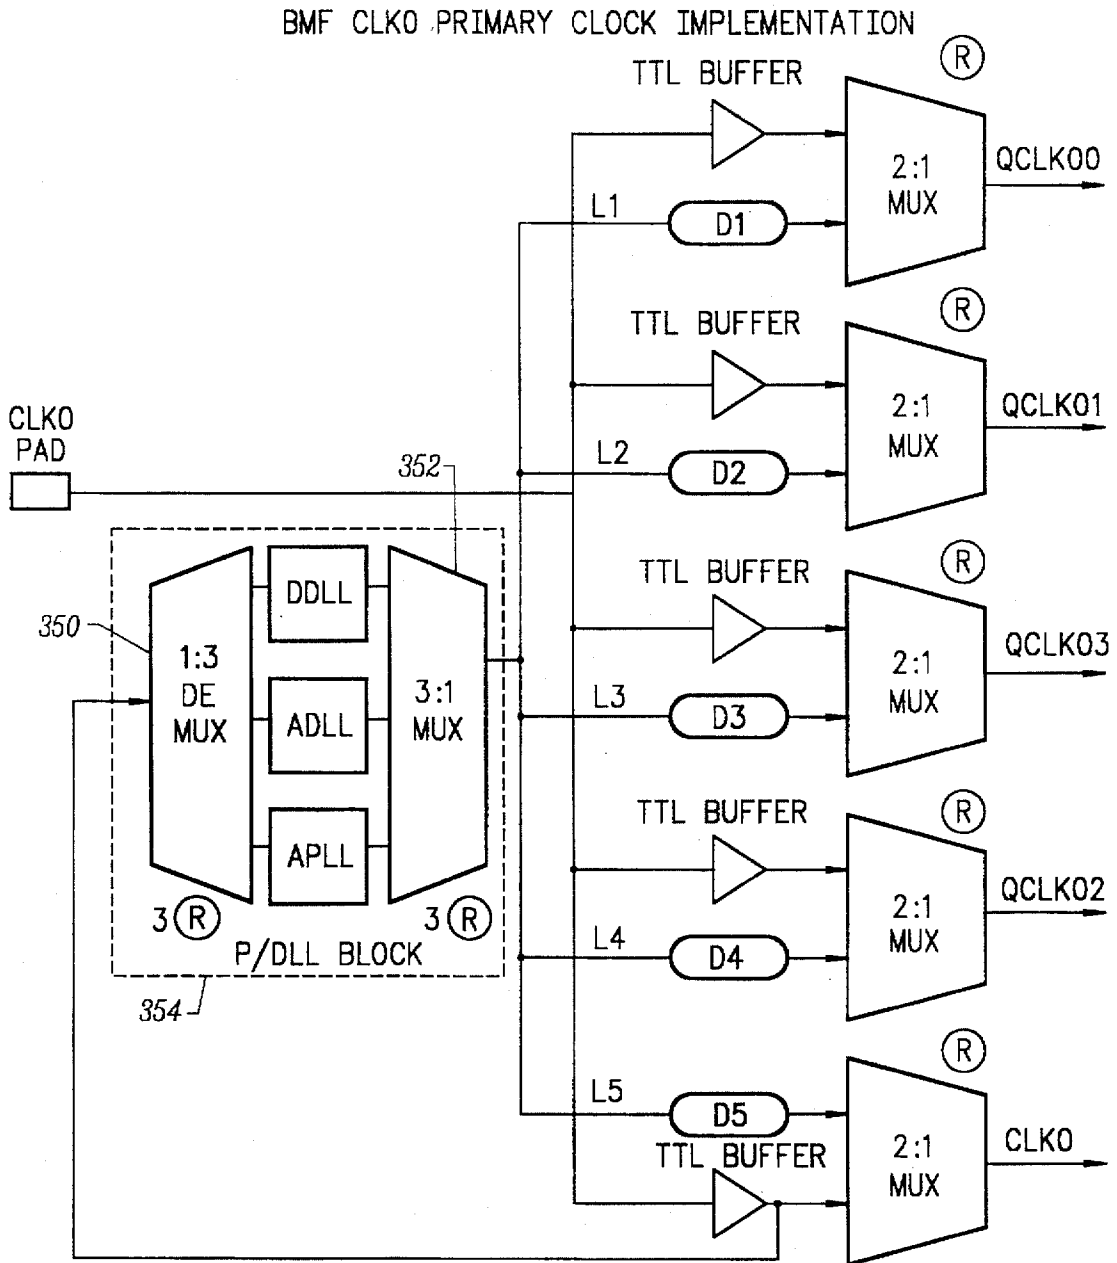 BMF CLK0 PRIMARY CLOCK IMPLEMENTATION
TTL BUFFER
R
2:1
MUX
QCLK00
L1
D1
TTL BUFFER
R
2:1
MUX
QCLK01
L2
D2
CLK0
PAD
352
350
1:3
DE
MUX
DDLL
ADLL
APLL
3:1
MUX
3 R
3 R
P/DLL BLOCK
354
TTL BUFFER
R
2:1
MUX
QCLK03
L3
D3
TTL BUFFER
R
2:1
MUX
QCLK02
L4
D4
R
L5
D5
TTL BUFFER
2:1
MUX
CLK0